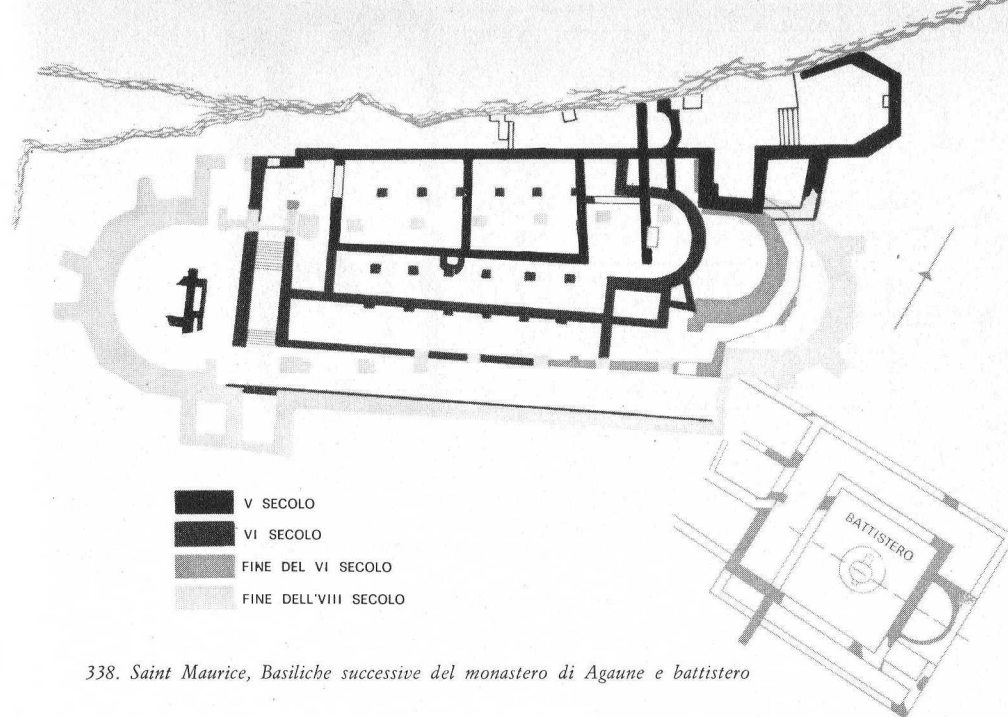 BATTISTERO
V SECOLO
VI SECOLO
FINE DEL VI SECOLO
FINE DELL'VIII SECOLO
338. Saint Maurice, Basiliche successive del monastero di Agaune e battistero